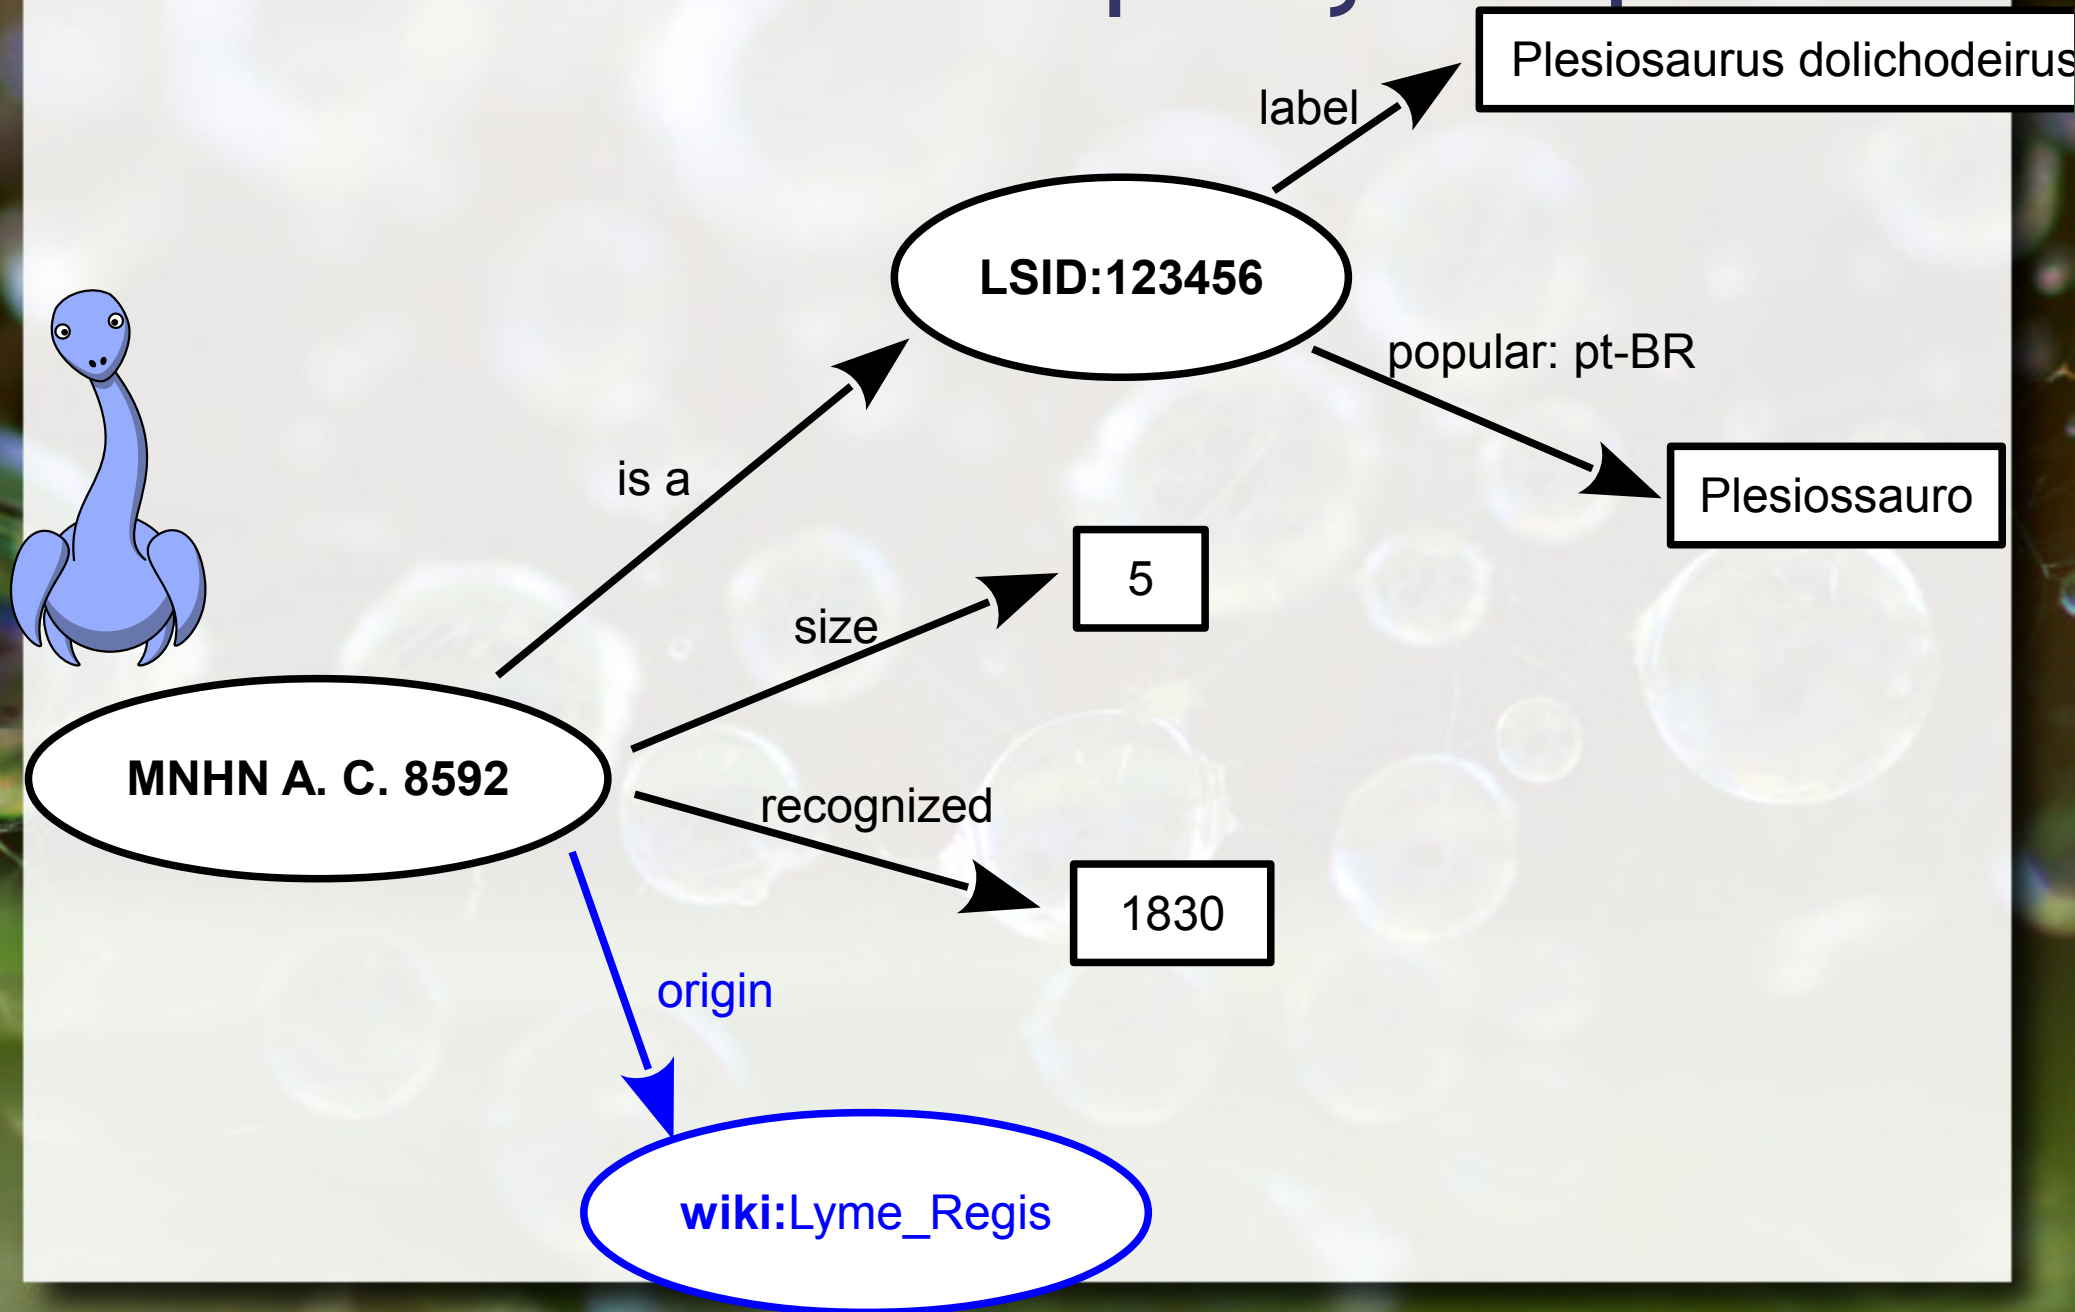 Plesiosaurus dolichodeirus
label
LSID:123456
popular: pt-BR
is a
Plesiossauro
5
size
MNHN A. C. 8592
recognized
1830
origin
wiki:Lyme_Regis